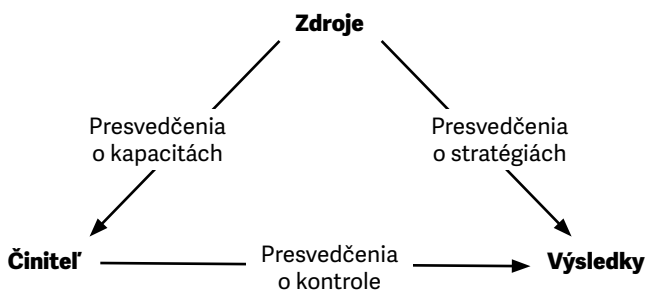 Zdroje
Presvedčenia
o kapacitách
Presvedčenia
o stratégiách
Činiteľ
Presvedčenia
o kontrole
Výsledky